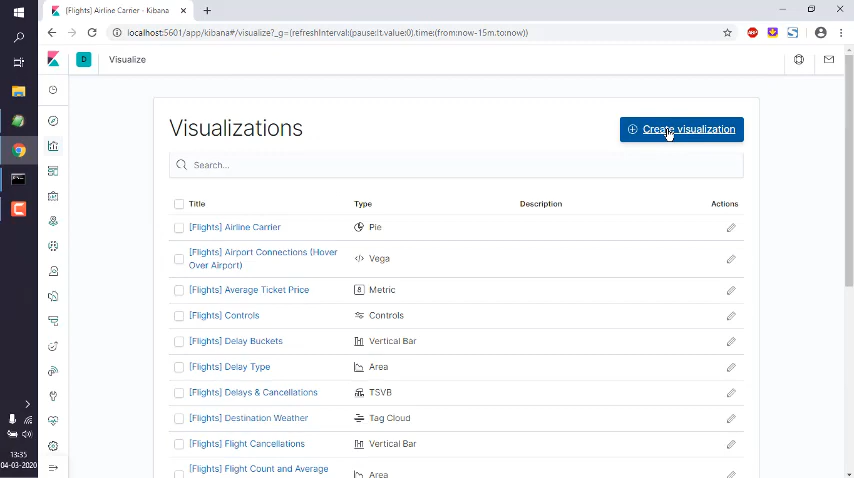 [Flights] Airline Carrier - Kibana
localhost:5601/app/kibana#/visualize?_g=(refreshInterval:(pause:!t,value:0),time:(from:now-15m,to:now))
D
Visualize
Visualizations
Create visualization
Search...
Title Type Description Actions
[Flights] Airline Carrier Pie
[Flights] Airport Connections (Hover
Over Airport) Vega
[Flights] Average Ticket Price 8 Metric
[Flights] Controls Controls
[Flights] Delay Buckets Vertical Bar
[Flights] Delay Type Area
[Flights] Delays & Cancellations TSVB
[Flights] Destination Weather Tag Cloud
[Flights] Flight Cancellations Vertical Bar
[Flights] Flight Count and Average Area
13:35
04-03-2020